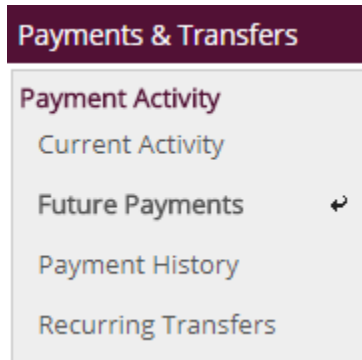 Payments & Transfers
Payment Activity
Current Activity
Future Payments
Payment History
Recurring Transfers